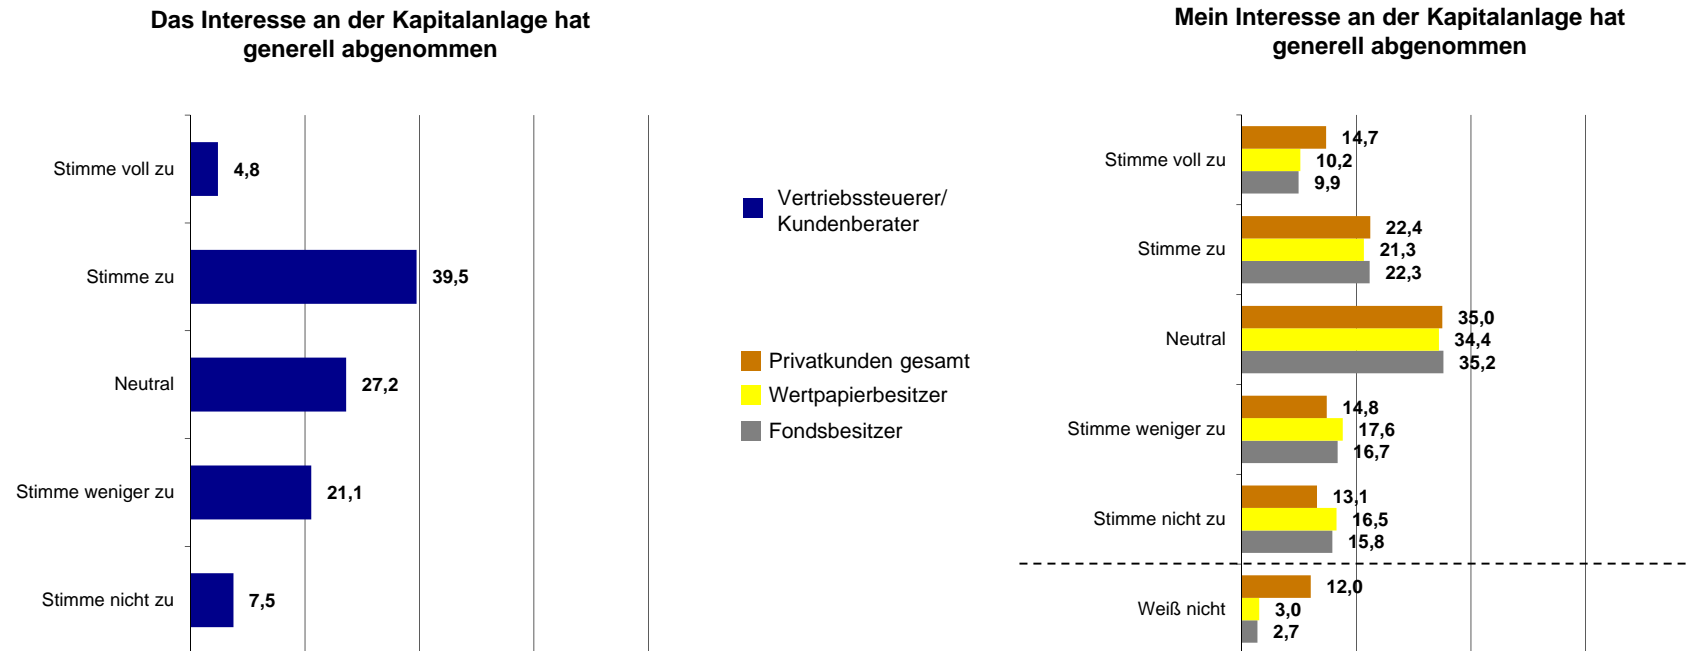 Das Interesse an der Kapitalanlage hat
generell abgenommen
Stimme voll zu
4,8
Stimme zu
39,5
Neutral
27,2
Stimme weniger zu
21,1
Stimme nicht zu
7,5
Vertriebssteuerer/
Kundenberater
Privatkunden gesamt
Wertpapierbesitzer
Fondsbesitzer
Mein Interesse an der Kapitalanlage hat
generell abgenommen
Stimme voll zu
14,7
10,2
9,9
Stimme zu
22,4
21,3
22,3
Neutral
35,0
34,4
35,2
Stimme weniger zu
14,8
17,6
16,7
Stimme nicht zu
13,1
16,5
15,8
Weiß nicht
12,0
3,0
2,7